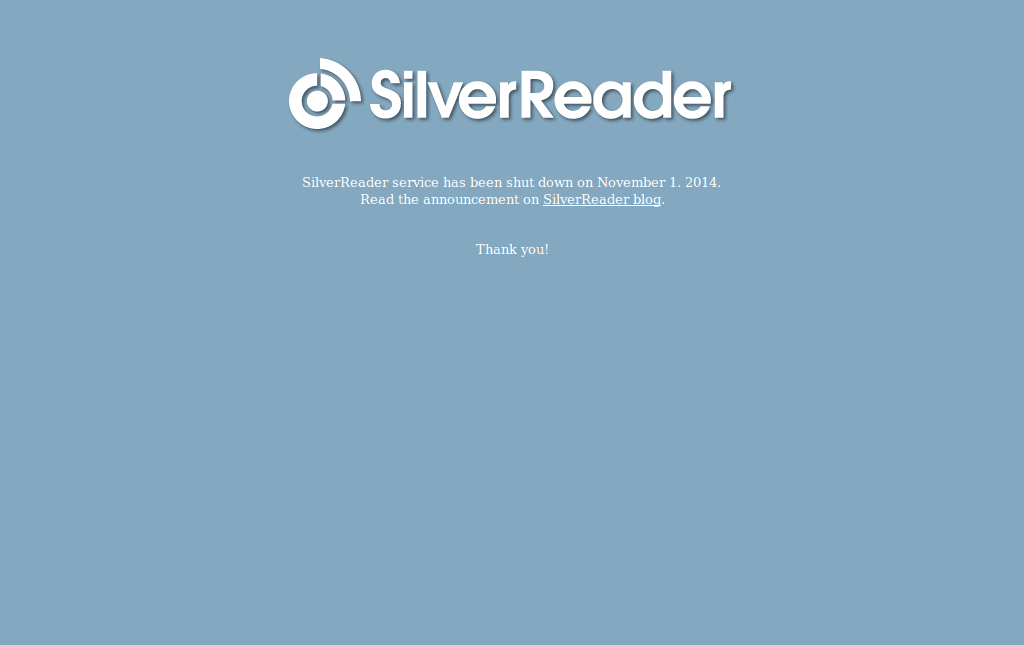 SilverReader
SilverReader service has been shut down on November 1. 2014.
Read the announcement on SilverReader blog.
Thank you!